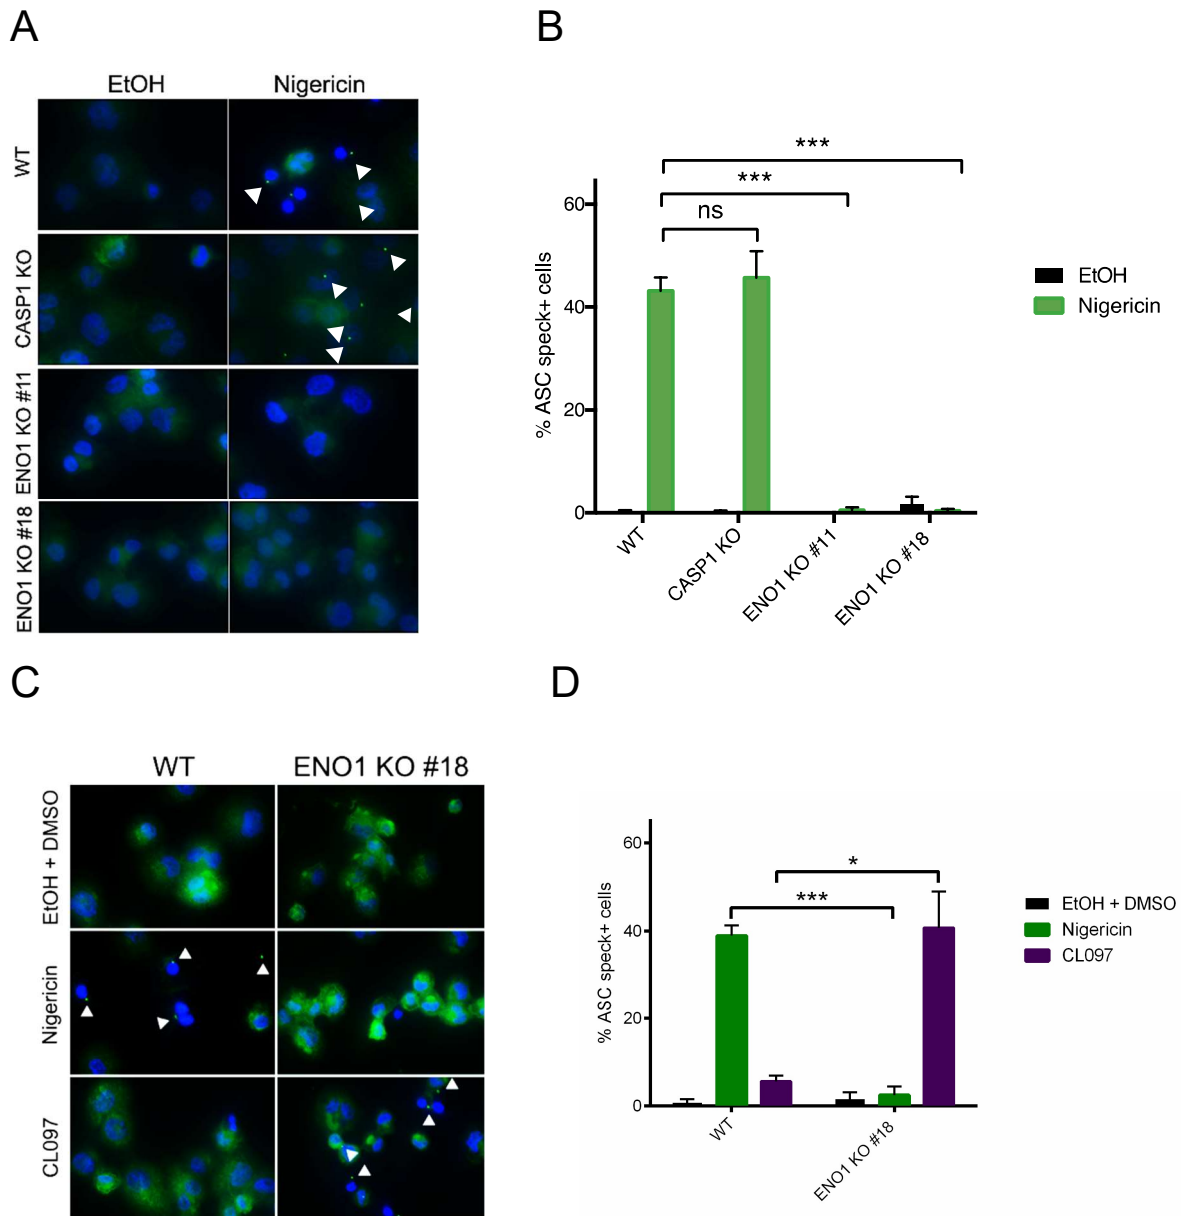 A
EtOH
Nigericin
WT
CASP1 KO
ENO1 KO #11
ENO1 KO #18
B
***
***
ns
60
40
20
0
% ASC speck+ cells
WT
CASP1 KO
ENO1 KO #11
ENO1 KO #18
EtOH
Nigericin
C
WT
ENO1 KO #18
EtOH + DMSO
Nigericin
CL097
D
*
***
60
40
20
0
% ASC speck+ cells
WT
ENO1 KO #18
EtOH + DMSO
Nigericin
CL097